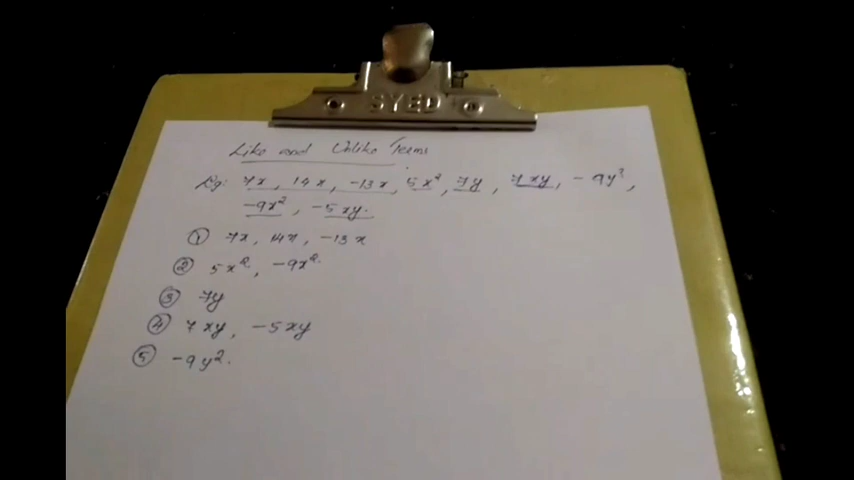 SYED
Like and Unlike Terms
Eg: 7x, 14x, -13x, 5x², 7y, 7xy, -9y²,
-9x², -5xy.
① 7x, 14x, -13x
② 5x², -9x².
③ 7y
④ 7xy, -5xy
⑤ -9y².